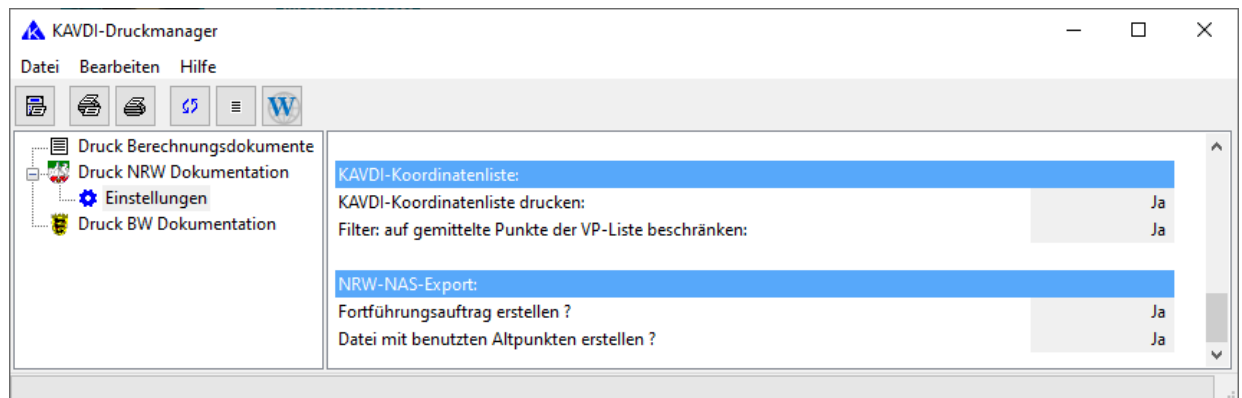 KAVDI-Druckmanager
Datei Bearbeiten Hilfe
W
Druck Berechnungsdokumente
Druck NRW Dokumentation
Einstellungen
Druck BW Dokumentation
KAVDI-Koordinatenliste:
KAVDI-Koordinatenliste drucken: Ja
Filter: auf gemittelte Punkte der VP-Liste beschränken: Ja
NRW-NAS-Export:
Fortführungsauftrag erstellen ? Ja
Datei mit benutzten Altpunkten erstellen ? Ja